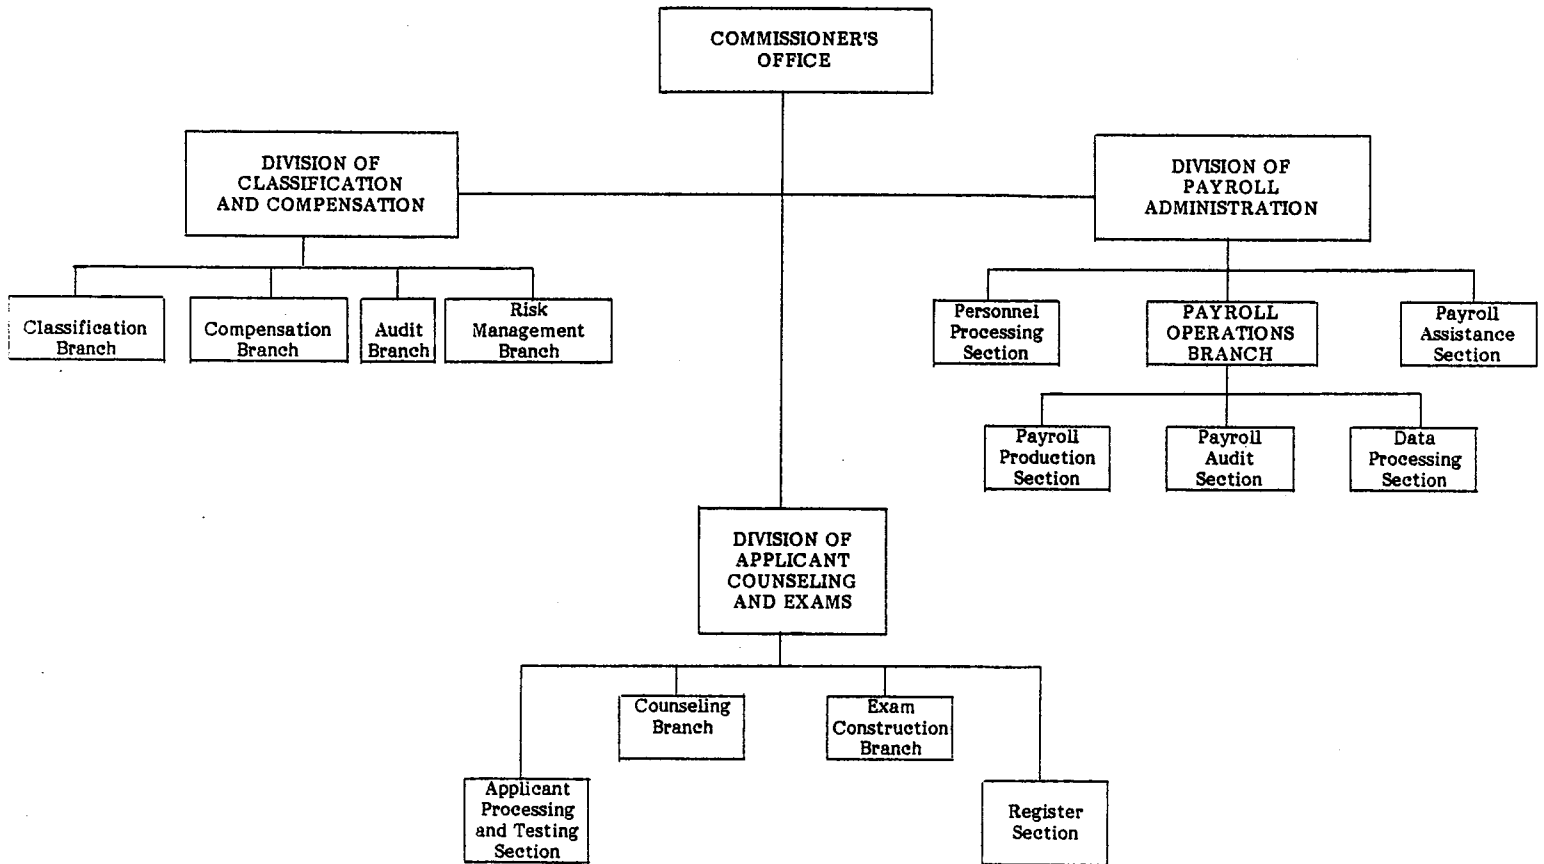 COMMISSIONER'S
OFFICE
DIVISION OF
CLASSIFICATION
AND COMPENSATION
DIVISION OF
PAYROLL
ADMINISTRATION
Classification
Branch
Compensation
Branch
Audit
Branch
Risk
Management
Branch
Personnel
Processing
Section
PAYROLL
OPERATIONS
BRANCH
Payroll
Assistance
Section
Payroll
Production
Section
Payroll
Audit
Section
Data
Processing
Section
DIVISION OF
APPLICANT
COUNSELING
AND EXAMS
Counseling
Branch
Exam
Construction
Branch
Applicant
Processing
and Testing
Section
Register
Section